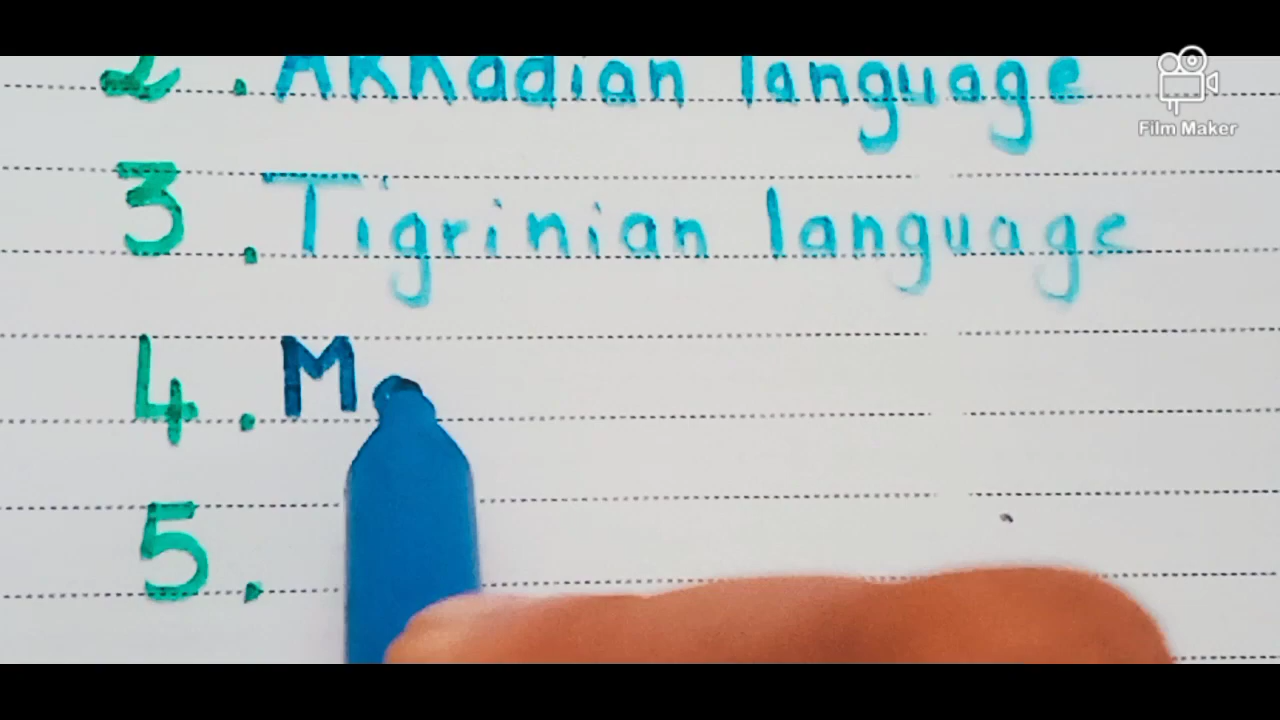 2. Akkadian language
Film Maker
3. Tigrinian language
4. M
5.